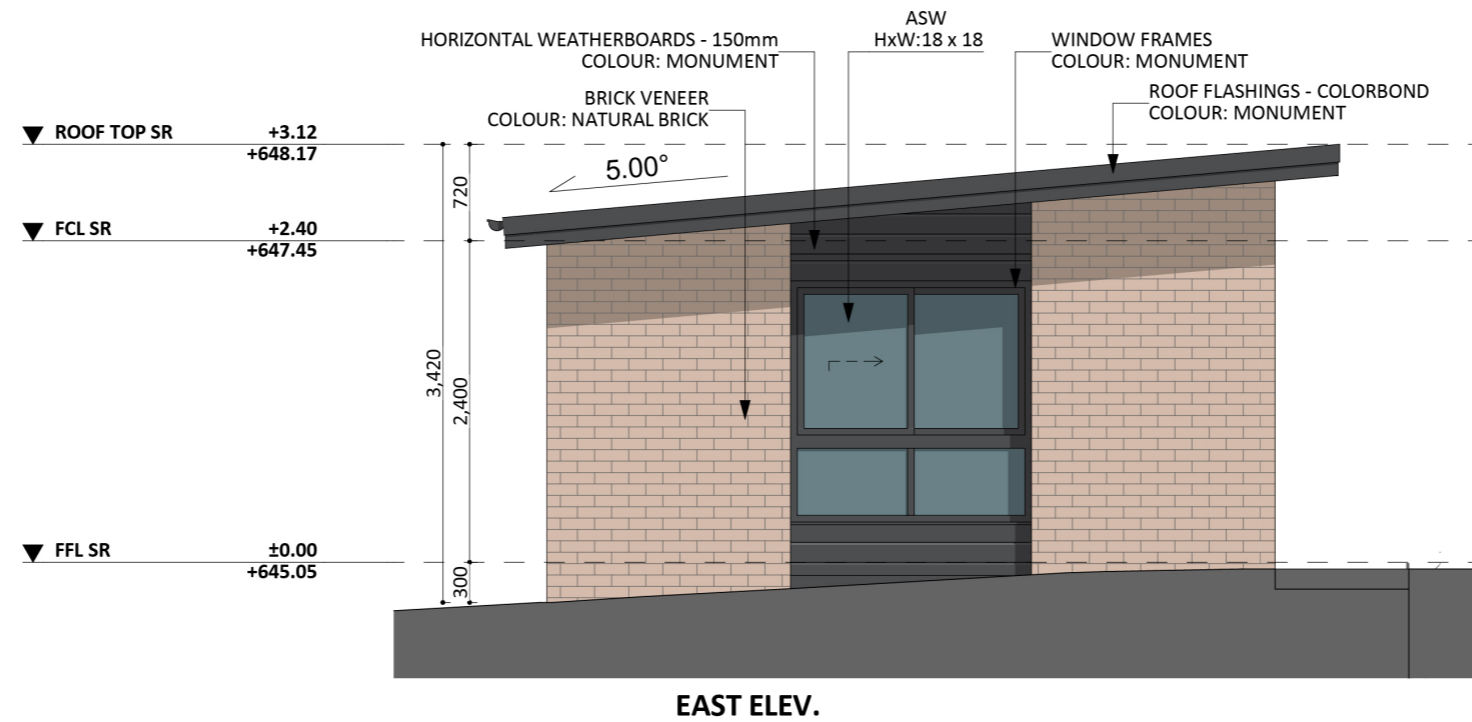 ASW
HxW:18 x 18
HORIZONTAL WEATHERBOARDS - 150mm
COLOUR: MONUMENT
WINDOW FRAMES
COLOUR: MONUMENT
BRICK VENEER
COLOUR: NATURAL BRICK
ROOF FLASHINGS - COLORBOND
COLOUR: MONUMENT
ROOF TOP SR +3.12
+648.17
5.00°
720
FCL SR +2.40
+647.45
3,420
2,400
FFL SR ±0.00
+645.05
300
EAST ELEV.